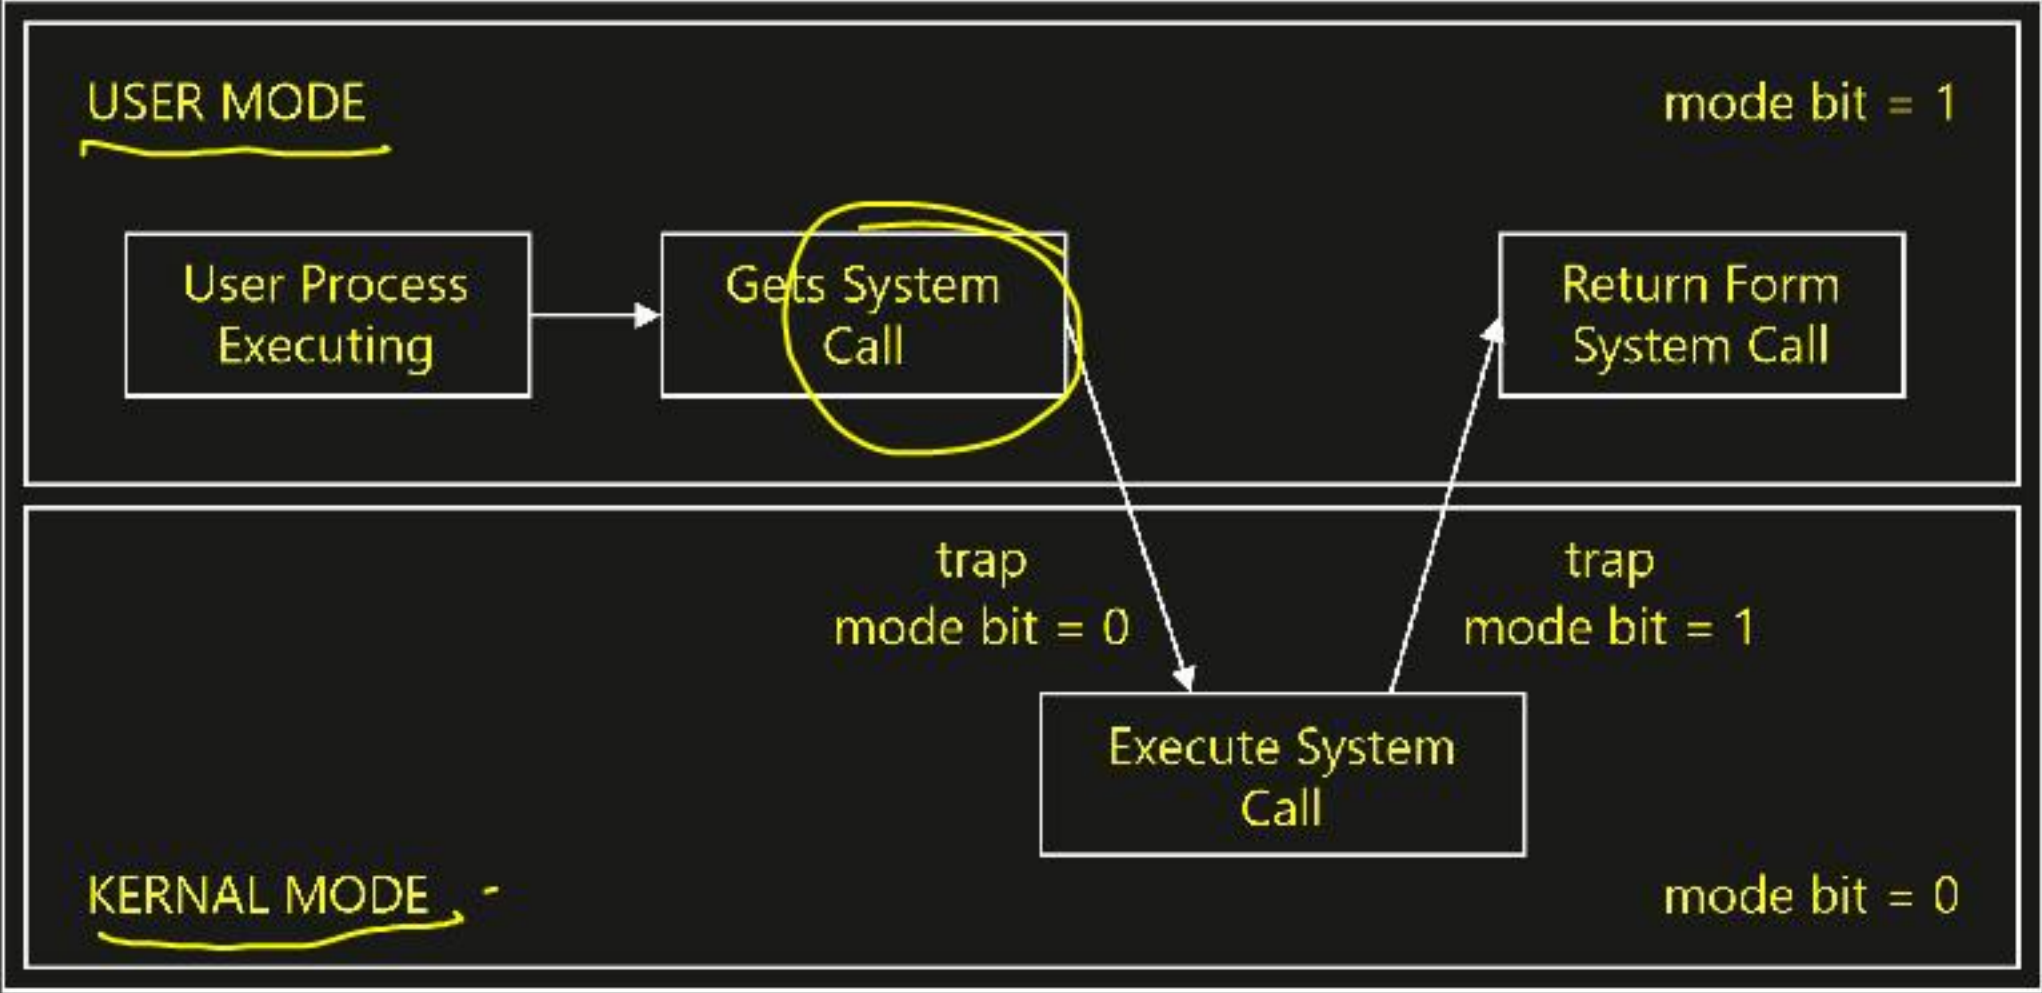 USER MODE
mode bit = 1
User Process
Executing
Gets System
Call
Return Form
System Call
trap
mode bit = 0
trap
mode bit = 1
Execute System
Call
KERNAL MODE
mode bit = 0